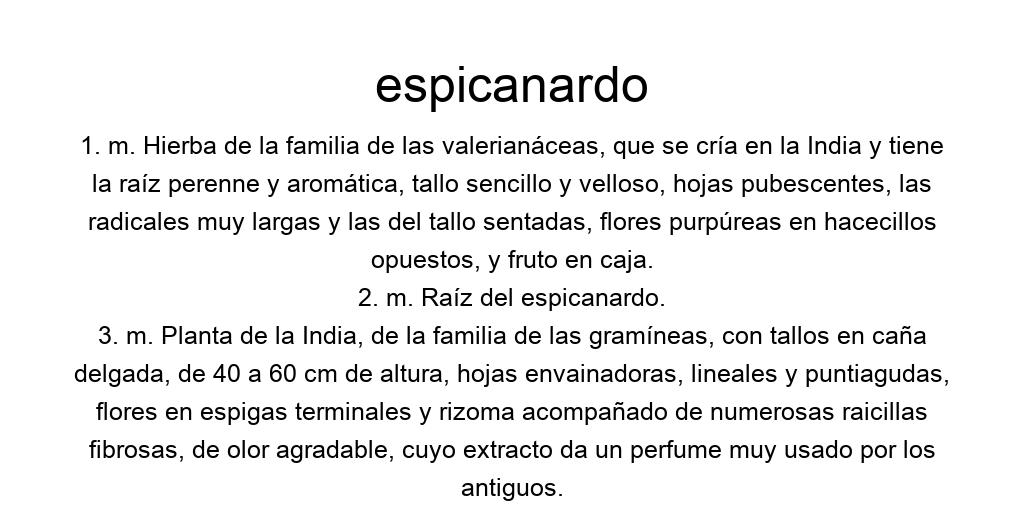 espicanardo
1. m. Hierba de la familia de las valerianáceas, que se cría en la India y tiene
la raíz perenne y aromática, tallo sencillo y velloso, hojas pubescentes, las
radicales muy largas y las del tallo sentadas, flores purpúreas en hacecillos
opuestos, y fruto en caja.
2. m. Raíz del espicanardo.
3. m. Planta de la India, de la familia de las gramíneas, con tallos en caña
delgada, de 40 a 60 cm de altura, hojas envainadoras, lineales y puntiagudas,
flores en espigas terminales y rizoma acompañado de numerosas raicillas
fibrosas, de olor agradable, cuyo extracto da un perfume muy usado por los
antiguos.